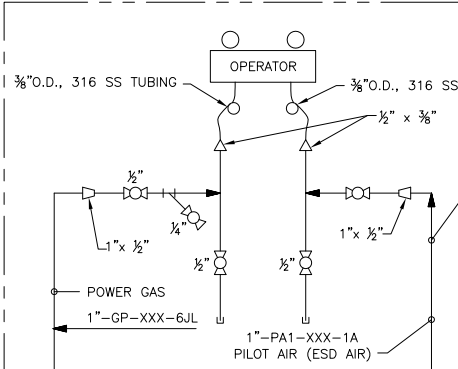 OPERATOR
⅜"O.D., 316 SS TUBING
⅜"O.D., 316 SS
½" x ⅜"
½"
¼"
1"x ½"
1"x ½"
½"
½"
POWER GAS
1"-GP-XXX-6JL
1"-PA1-XXX-1A
PILOT AIR (ESD AIR)